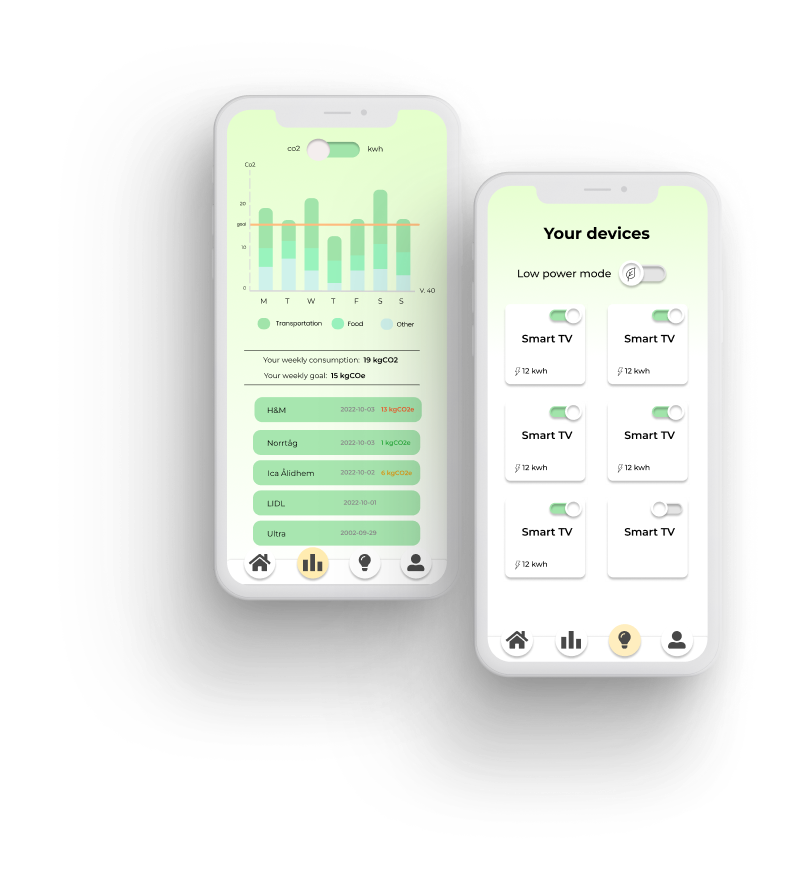 co2 kwh
Co2
20
goal
10
0
M T W T F S S V. 40
Transportation Food Other
Your weekly consumption: 19 kgCO2
Your weekly goal: 15 kgCOe
H&M 2022-10-03 13 kgCO2e
Norrtåg 2022-10-03 1 kgCO2e
Ica Ålidhem 2022-10-02 6 kgCO2e
LIDL 2022-10-01
Ultra 2002-09-29
Your devices
Low power mode
Smart TV
12 kwh
Smart TV
12 kwh
Smart TV
12 kwh
Smart TV
12 kwh
Smart TV
12 kwh
Smart TV